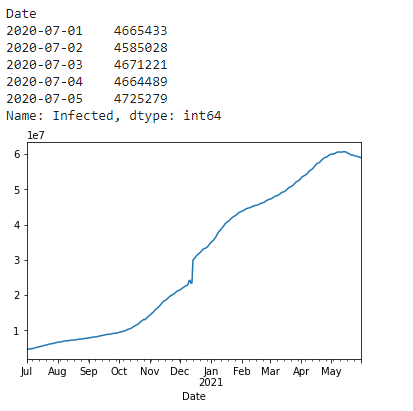 Date
2020-07-01    4665433
2020-07-02    4585028
2020-07-03    4671221
2020-07-04    4664489
2020-07-05    4725279
Name: Infected, dtype: int64
1e7
6
5
4
3
2
1
Jul Aug Sep Oct Nov Dec Jan Feb Mar Apr May
2021
Date